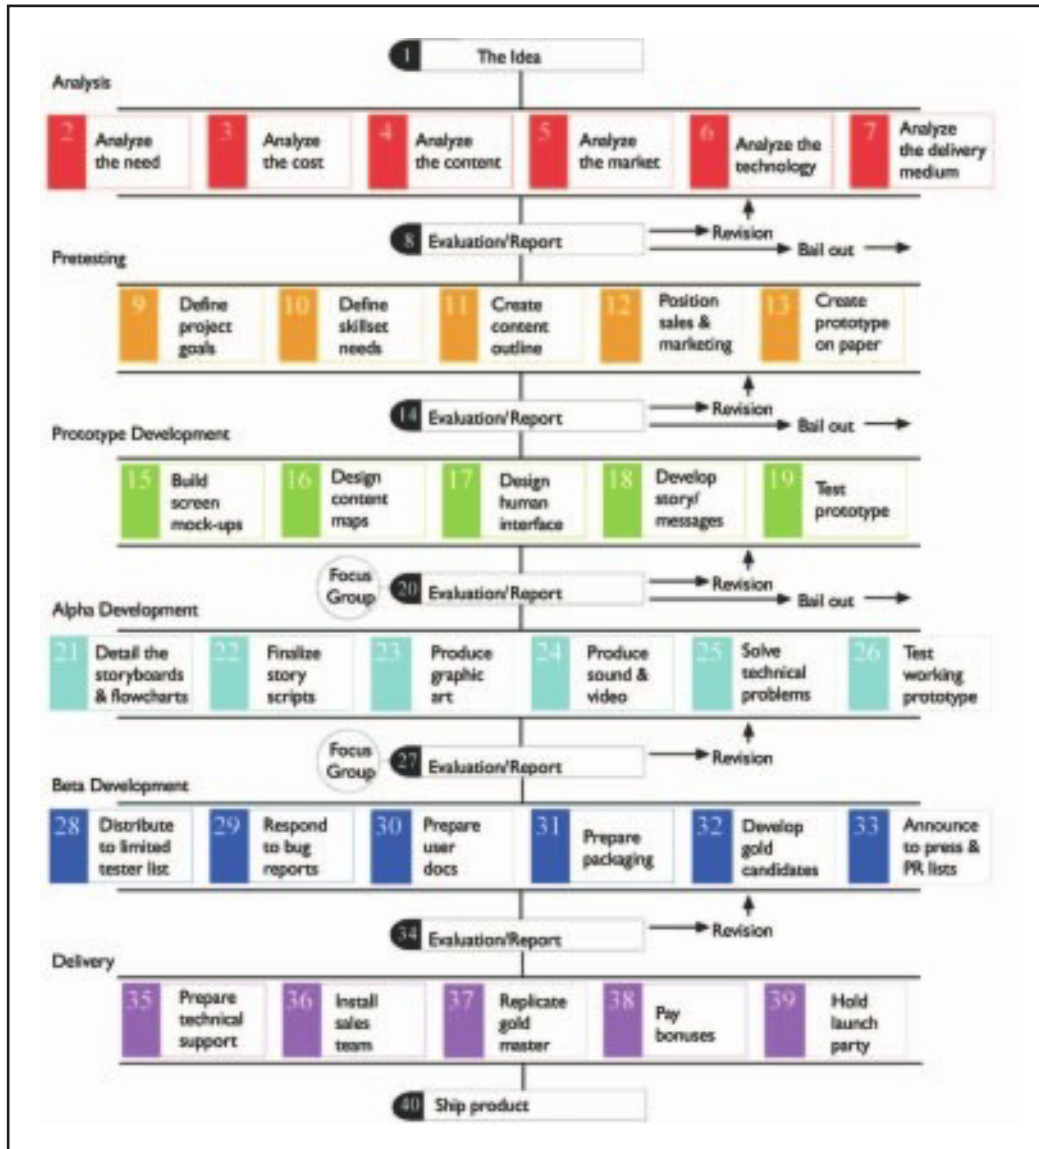 1 The Idea
Analysis
2 Analyze
the need
3 Analyze
the cost
4 Analyze
the content
5 Analyze
the market
6 Analyze the
technology
7 Analyze
the delivery
medium
8 Evaluation/Report
Revision
Bail out
Pretesting
9 Define
project
goals
10 Define
skillset
needs
11 Create
content
outline
12 Position
sales &
marketing
13 Create
prototype
on paper
14 Evaluation/Report
Revision
Bail out
Prototype Development
15 Build
screen
mock-ups
16 Design
content
maps
17 Design
human
interface
18 Develop
story/
messages
19 Test
prototype
Focus
Group
20 Evaluation/Report
Revision
Bail out
Alpha Development
21 Detail the
storyboards
& flowcharts
22 Finalize
story
scripts
23 Produce
graphic
art
24 Produce
sound &
video
25 Solve
technical
problems
26 Test
working
prototype
Focus
Group
27 Evaluation/Report
Revision
Beta Development
28 Distribute
to limited
tester list
29 Respond
to bug
reports
30 Prepare
user
docs
31 Prepare
packaging
32 Develop
gold
candidates
33 Announce
to press &
PR lists
34 Evaluation/Report
Revision
Delivery
35 Prepare
technical
support
36 Install
sales
team
37 Replicate
gold
master
38 Pay
bonuses
39 Hold
launch
party
40 Ship product